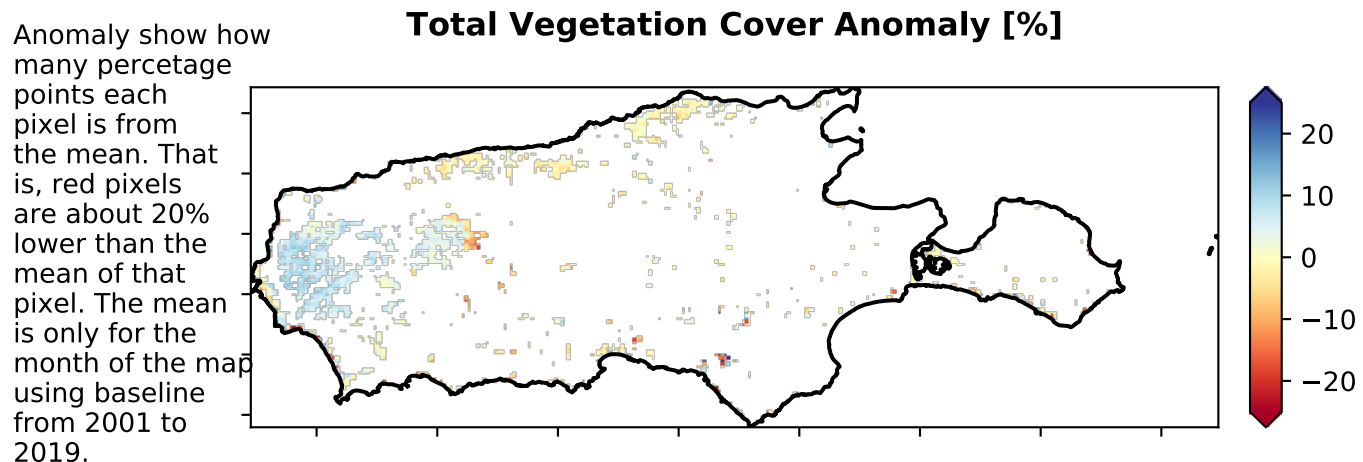 Total Vegetation Cover Anomaly [%]
Anomaly show how
many percetage
points each
pixel is from
the mean. That
is, red pixels
are about 20%
lower than the
mean of that
pixel. The mean
is only for the
month of the map
using baseline
from 2001 to
2019.
20
10
0
−10
−20